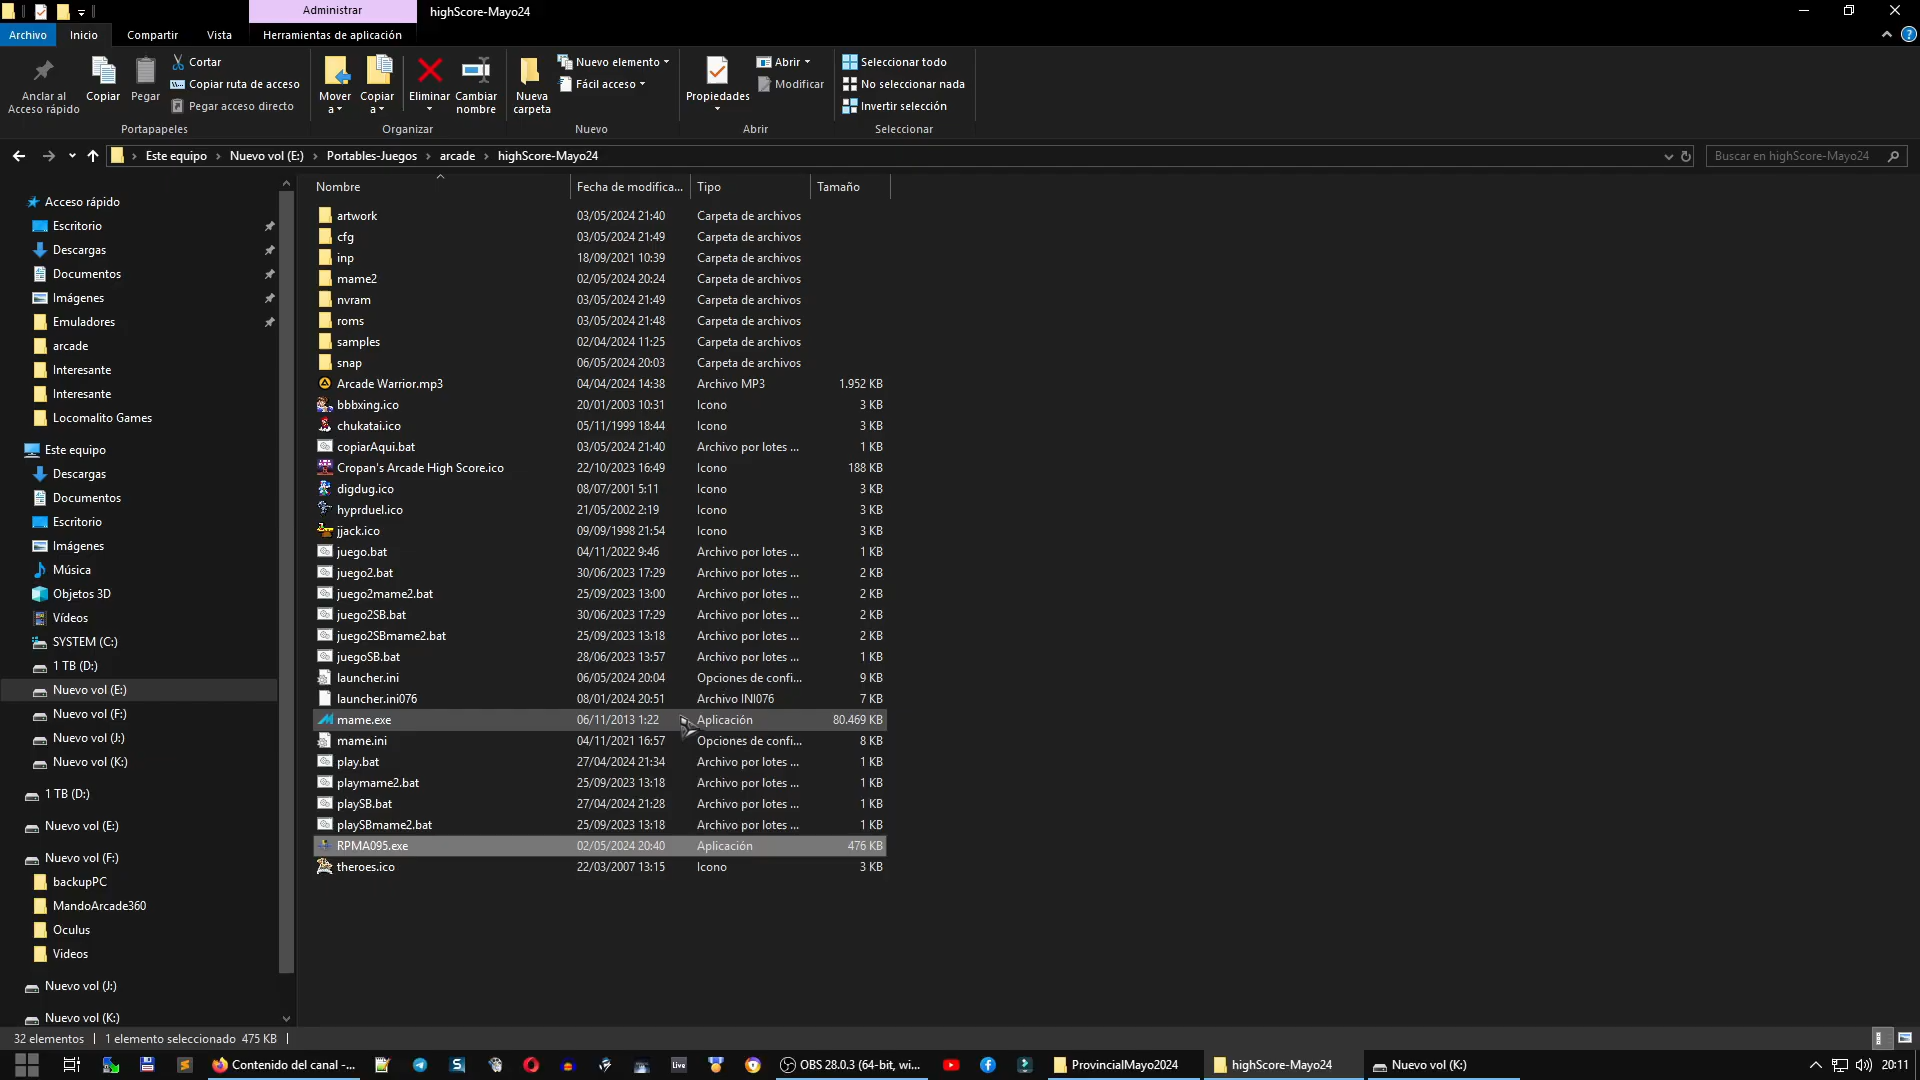 Administrar
highScore-Mayo24
Archivo
Inicio
Compartir
Vista
Herramientas de aplicación
Anclar al
Acceso rápido
Copiar
Pegar
Cortar
Copiar ruta de acceso
Pegar acceso directo
Portapapeles
Mover
a
Copiar
a
Eliminar
Cambiar
nombre
Organizar
Nueva
carpeta
Nuevo elemento
Fácil acceso
Nuevo
Propiedades
Abrir
Modificar
Abrir
Seleccionar todo
No seleccionar nada
Invertir selección
Seleccionar
Este equipo
Nuevo vol (E:)
Portables-Juegos
arcade
highScore-Mayo24
Buscar en highScore-Mayo24
Acceso rápido
Escritorio
Descargas
Documentos
Imágenes
Emuladores
arcade
Interesante
Interesante
Locomalito Games
Este equipo
Descargas
Documentos
Escritorio
Imágenes
Música
Objetos 3D
Vídeos
SYSTEM (C:)
1 TB (D:)
Nuevo vol (E:)
Nuevo vol (F:)
Nuevo vol (J:)
Nuevo vol (K:)
1 TB (D:)
Nuevo vol (E:)
Nuevo vol (F:)
backupPC
MandoArcade360
Oculus
Videos
Nuevo vol (J:)
Nuevo vol (K:)
Nombre Fecha de modifica... Tipo Tamaño
artwork 03/05/2024 21:40 Carpeta de archivos
cfg 03/05/2024 21:49 Carpeta de archivos
inp 18/09/2021 10:39 Carpeta de archivos
mame2 02/05/2024 20:24 Carpeta de archivos
nvram 03/05/2024 21:49 Carpeta de archivos
roms 03/05/2024 21:48 Carpeta de archivos
samples 02/04/2024 11:25 Carpeta de archivos
snap 06/05/2024 20:03 Carpeta de archivos
Arcade Warrior.mp3 04/04/2024 14:38 Archivo MP3 1.952 KB
bbbxing.ico 20/01/2003 10:31 Icono 3 KB
chukatai.ico 05/11/1999 18:44 Icono 3 KB
copiarAqui.bat 03/05/2024 21:40 Archivo por lotes ... 1 KB
Cropan's Arcade High Score.ico 22/10/2023 16:49 Icono 188 KB
digdug.ico 08/07/2001 5:11 Icono 3 KB
hyprduel.ico 21/05/2002 2:19 Icono 3 KB
jjack.ico 09/09/1998 21:54 Icono 3 KB
juego.bat 04/11/2022 9:46 Archivo por lotes ... 1 KB
juego2.bat 30/06/2023 17:29 Archivo por lotes ... 2 KB
juego2mame2.bat 25/09/2023 13:00 Archivo por lotes ... 2 KB
juego2SB.bat 30/06/2023 17:29 Archivo por lotes ... 2 KB
juego2SBmame2.bat 25/09/2023 13:18 Archivo por lotes ... 2 KB
juegoSB.bat 28/06/2023 13:57 Archivo por lotes ... 1 KB
launcher.ini 06/05/2024 20:04 Opciones de confi... 9 KB
launcher.ini076 08/01/2024 20:51 Archivo INI076 7 KB
mame.exe 06/11/2013 1:22 Aplicación 80.469 KB
mame.ini 04/11/2021 16:57 Opciones de confi... 8 KB
play.bat 27/04/2024 21:34 Archivo por lotes ... 1 KB
playmame2.bat 25/09/2023 13:18 Archivo por lotes ... 1 KB
playSB.bat 27/04/2024 21:28 Archivo por lotes ... 1 KB
playSBmame2.bat 25/09/2023 13:18 Archivo por lotes ... 1 KB
RPMA095.exe 02/05/2024 20:40 Aplicación 476 KB
theroes.ico 22/03/2007 13:15 Icono 3 KB
32 elementos
1 elemento seleccionado 475 KB
Contenido del canal -...
live
OBS 28.0.3 (64-bit, wi...
ProvincialMayo2024
highScore-Mayo24
Nuevo vol (K:)
20:11